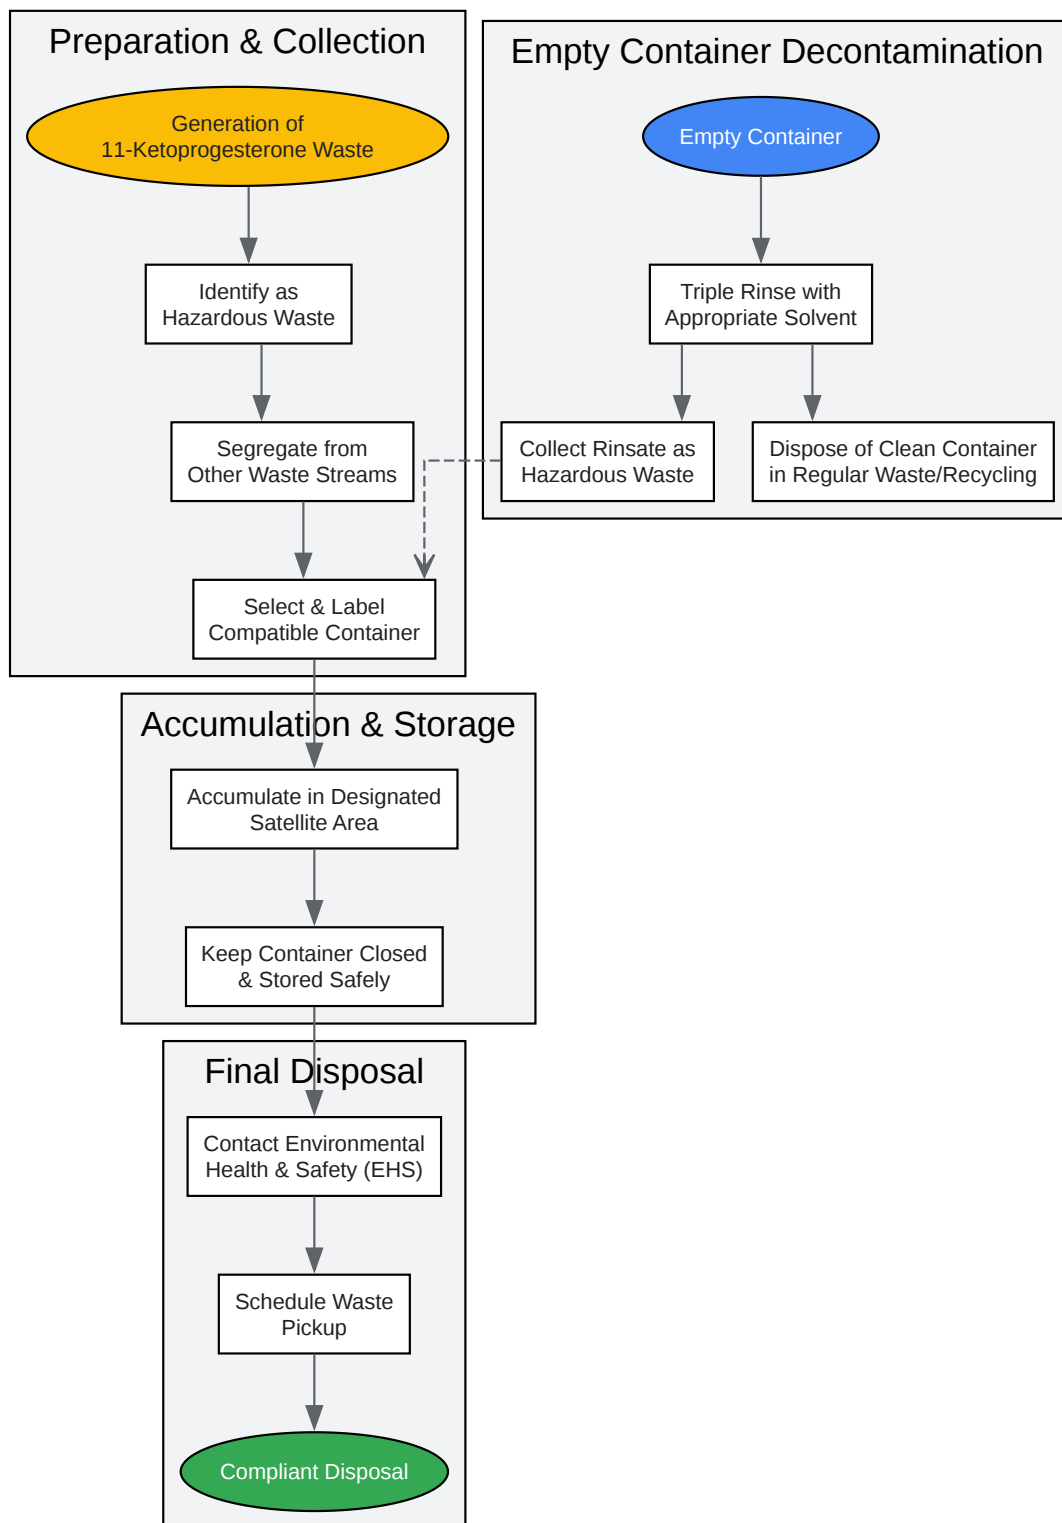 Preparation & Collection
Generation of
11-Ketoprogesterone Waste
Identify as
Hazardous Waste
Segregate from
Other Waste Streams
Select & Label
Compatible Container
Empty Container Decontamination
Empty Container
Triple Rinse with
Appropriate Solvent
Collect Rinsate as
Hazardous Waste
Dispose of Clean Container
in Regular Waste/Recycling
Accumulation & Storage
Accumulate in Designated
Satellite Area
Keep Container Closed
& Stored Safely
Final Disposal
Contact Environmental
Health & Safety (EHS)
Schedule Waste
Pickup
Compliant Disposal